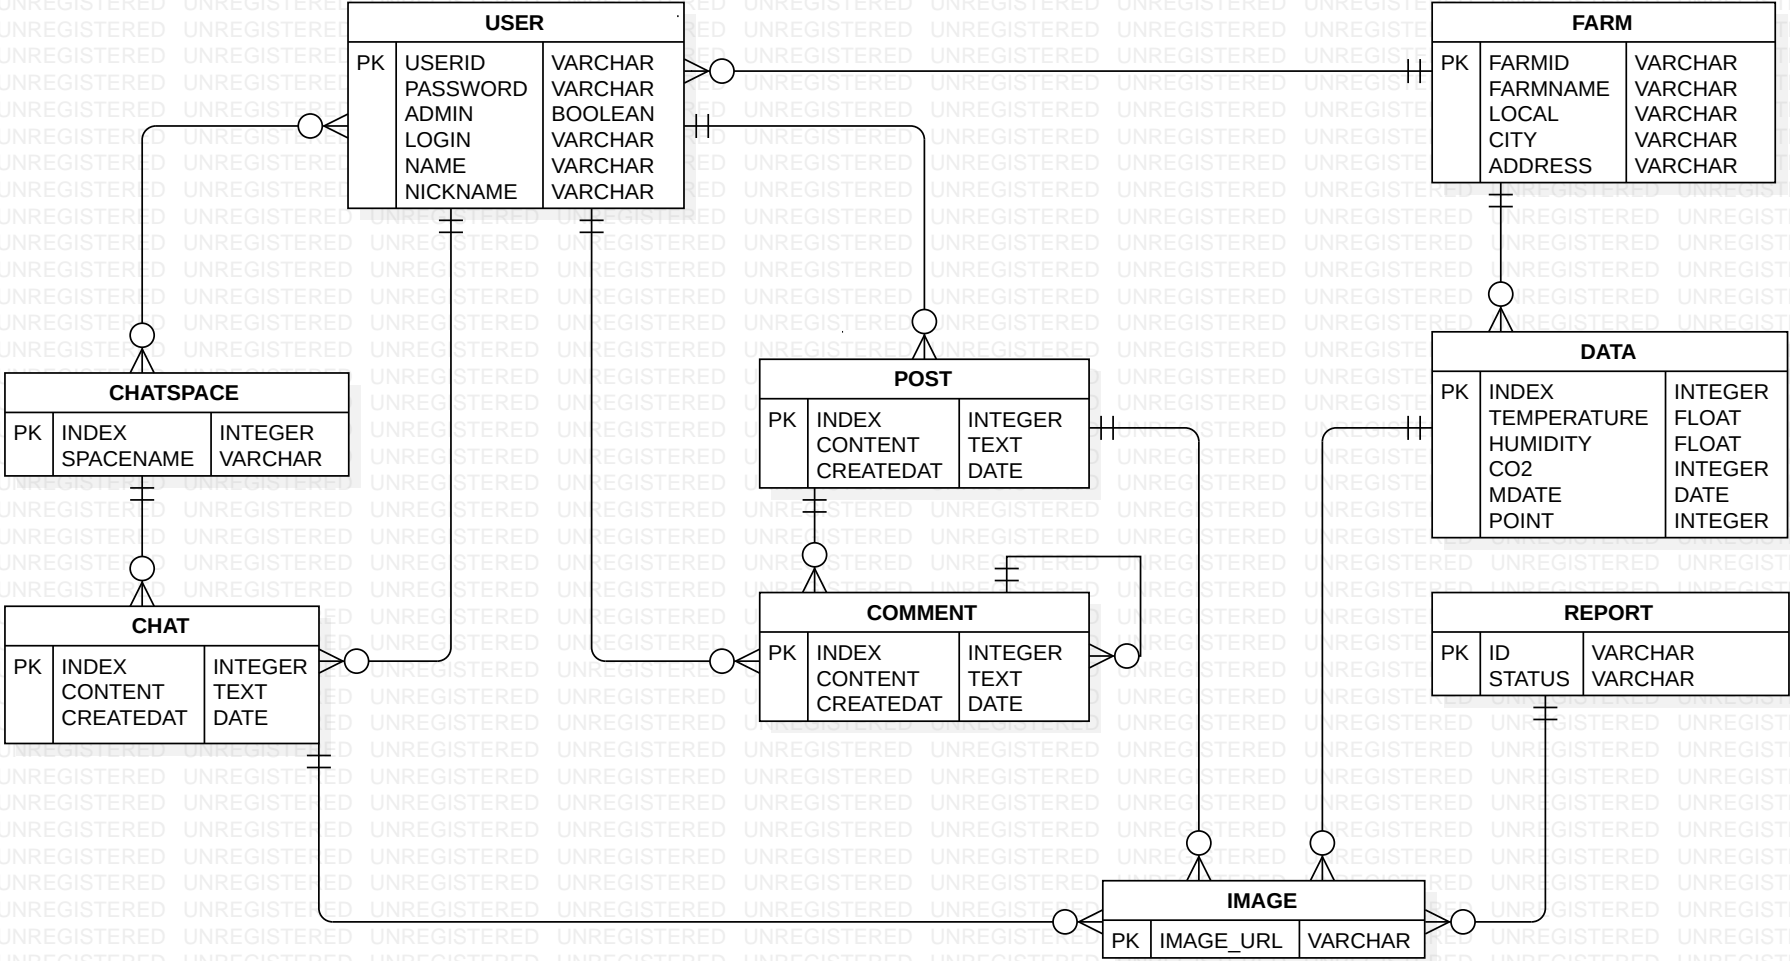 USER
PK USERID VARCHAR
PASSWORD VARCHAR
ADMIN BOOLEAN
LOGIN VARCHAR
NAME VARCHAR
NICKNAME VARCHAR
FARM
PK FARMID VARCHAR
FARMNAME VARCHAR
LOCAL VARCHAR
CITY VARCHAR
ADDRESS VARCHAR
CHATSPACE
PK INDEX INTEGER
SPACENAME VARCHAR
POST
PK INDEX INTEGER
CONTENT TEXT
CREATEDAT DATE
DATA
PK INDEX INTEGER
TEMPERATURE FLOAT
HUMIDITY FLOAT
CO2 INTEGER
MDATE DATE
POINT INTEGER
CHAT
PK INDEX INTEGER
CONTENT TEXT
CREATEDAT DATE
COMMENT
PK INDEX INTEGER
CONTENT TEXT
CREATEDAT DATE
REPORT
PK ID VARCHAR
STATUS VARCHAR
IMAGE
PK IMAGE_URL VARCHAR
UNREGISTERED